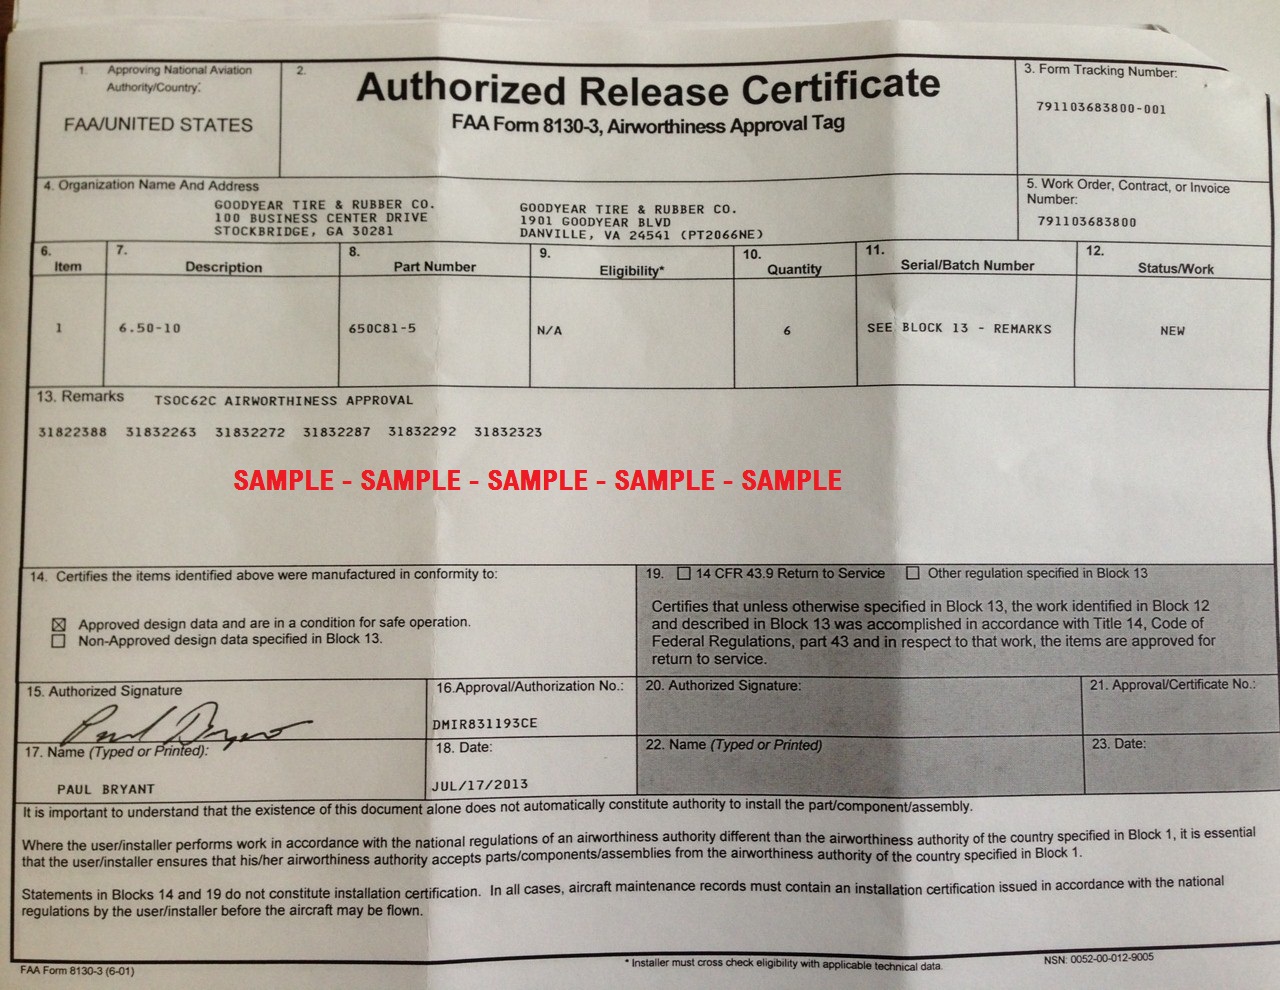 1. Approving National Aviation
Authority/Country:
FAA/UNITED STATES
2.
Authorized Release Certificate
FAA Form 8130-3, Airworthiness Approval Tag
3. Form Tracking Number:
791103683800-001
4. Organization Name And Address
GOODYEAR TIRE & RUBBER CO.
100 BUSINESS CENTER DRIVE
STOCKBRIDGE, GA 30281
GOODYEAR TIRE & RUBBER CO.
1901 GOODYEAR BLVD
DANVILLE, VA 24541 (PT2066NE)
5. Work Order, Contract, or Invoice
Number:
791103683800
6. Item
7. Description
8. Part Number
9. Eligibility*
10. Quantity
11. Serial/Batch Number
12. Status/Work
1 6.50-10 650C81-5 N/A 6 SEE BLOCK 13 - REMARKS NEW
13. Remarks TSOC62C AIRWORTHINESS APPROVAL
31822388 31832263 31832272 31832287 31832292 31832323
SAMPLE - SAMPLE - SAMPLE - SAMPLE - SAMPLE
14. Certifies the items identified above were manufactured in conformity to:
☒ Approved design data and are in a condition for safe operation.
☐ Non-Approved design data specified in Block 13.
19. ☐ 14 CFR 43.9 Return to Service ☐ Other regulation specified in Block 13
Certifies that unless otherwise specified in Block 13, the work identified in Block 12
and described in Block 13 was accomplished in accordance with Title 14, Code of
Federal Regulations, part 43 and in respect to that work, the items are approved for
return to service.
15. Authorized Signature
Paul Bryant
16.Approval/Authorization No.:
DMIR831193CE
20. Authorized Signature:
21. Approval/Certificate No.:
17. Name (Typed or Printed):
PAUL BRYANT
18. Date:
JUL/17/2013
22. Name (Typed or Printed)
23. Date:
It is important to understand that the existence of this document alone does not automatically constitute authority to install the part/component/assembly.
Where the user/installer performs work in accordance with the national regulations of an airworthiness authority different than the airworthiness authority of the country specified in Block 1, it is essential
that the user/installer ensures that his/her airworthiness authority accepts parts/components/assemblies from the airworthiness authority of the country specified in Block 1.
Statements in Blocks 14 and 19 do not constitute installation certification. In all cases, aircraft maintenance records must contain an installation certification issued in accordance with the national
regulations by the user/installer before the aircraft may be flown.
FAA Form 8130-3 (6-01)
* Installer must cross check eligibility with applicable technical data.
NSN: 0052-00-012-9005